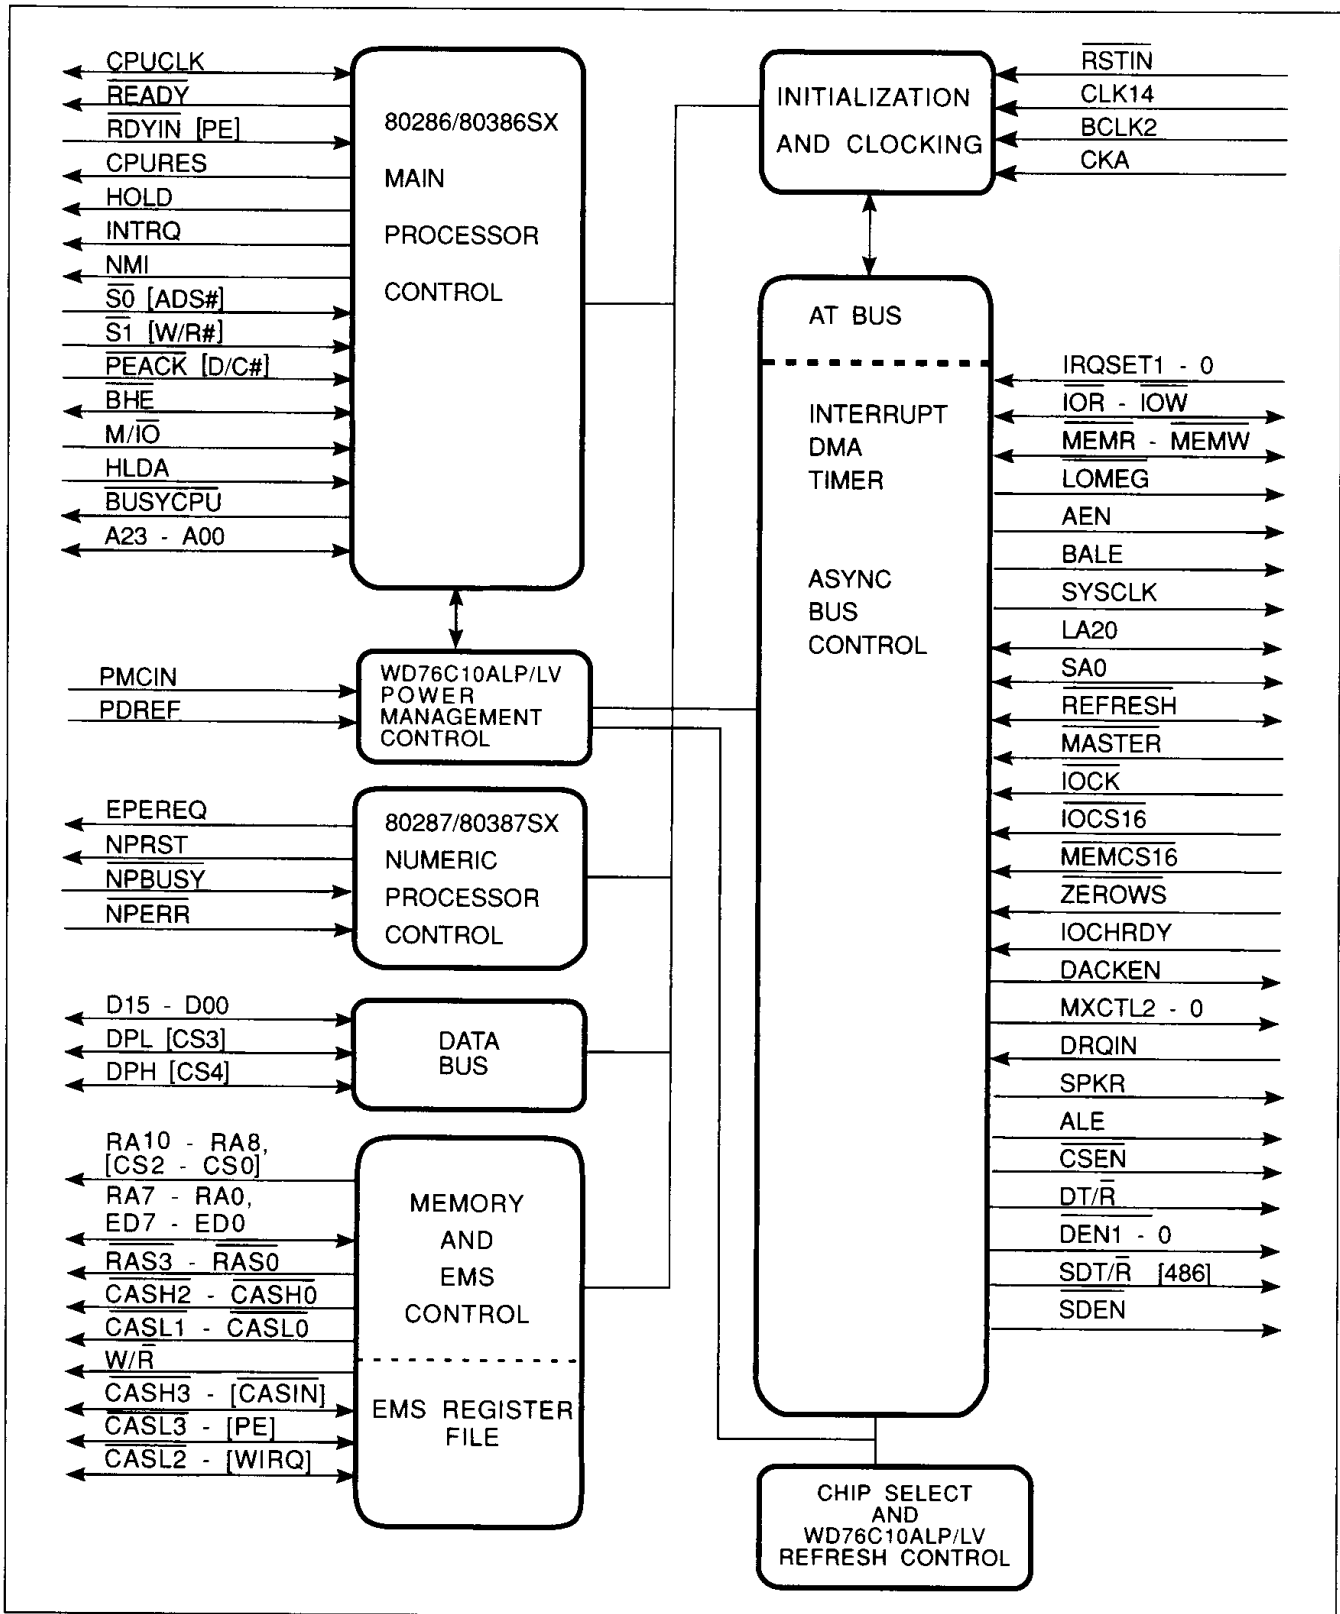 CPUCLK
READY
RDYIN [PE]
CPURES
HOLD
INTRQ
NMI
S0 [ADS#]
S1 [W/R#]
PEACK [D/C#]
BHE
M/IO
HLDA
BUSYCPU
A23 - A00
80286/80386SX
MAIN
PROCESSOR
CONTROL
PMCIN
PDREF
WD76C10ALP/LV
POWER
MANAGEMENT
CONTROL
EPEREQ
NPRST
NPBUSY
NPERR
80287/80387SX
NUMERIC
PROCESSOR
CONTROL
D15 - D00
DPL [CS3]
DPH [CS4]
DATA
BUS
RA10 - RA8,
[CS2 - CS0]
RA7 - RA0,
ED7 - ED0
RAS3 - RAS0
CASH2 - CASH0
CASL1 - CASL0
W/R
CASH3 - [CASIN]
CASL3 - [PE]
CASL2 - [WIRQ]
MEMORY
AND
EMS
CONTROL
EMS REGISTER
FILE
INITIALIZATION
AND CLOCKING
RSTIN
CLK14
BCLK2
CKA
AT BUS
INTERRUPT
DMA
TIMER
ASYNC
BUS
CONTROL
IRQSET1 - 0
IOR - IOW
MEMR - MEMW
LOMEG
AEN
BALE
SYSCLK
LA20
SA0
REFRESH
MASTER
IOCK
IOCS16
MEMCS16
ZEROWS
IOCHRDY
DACKEN
MXCTL2 - 0
DRQIN
SPKR
ALE
CSEN
DT/R
DEN1 - 0
SDT/R [486]
SDEN
CHIP SELECT
AND
WD76C10ALP/LV
REFRESH CONTROL